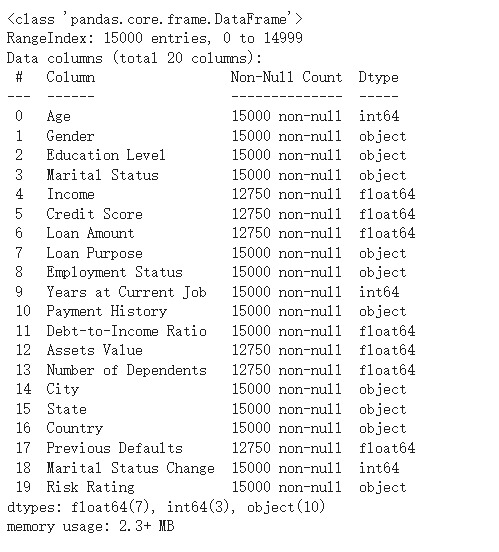 <class 'pandas.core.frame.DataFrame'>
RangeIndex: 15000 entries, 0 to 14999
Data columns (total 20 columns):
 #   Column                 Non-Null Count  Dtype
---  ------                 --------------  -----
 0   Age                    15000 non-null  int64
 1   Gender                 15000 non-null  object
 2   Education Level        15000 non-null  object
 3   Marital Status         15000 non-null  object
 4   Income                 12750 non-null  float64
 5   Credit Score           12750 non-null  float64
 6   Loan Amount            12750 non-null  float64
 7   Loan Purpose           15000 non-null  object
 8   Employment Status      15000 non-null  object
 9   Years at Current Job   15000 non-null  int64
 10  Payment History        15000 non-null  object
 11  Debt-to-Income Ratio   15000 non-null  float64
 12  Assets Value           12750 non-null  float64
 13  Number of Dependents   12750 non-null  float64
 14  City                   15000 non-null  object
 15  State                  15000 non-null  object
 16  Country                15000 non-null  object
 17  Previous Defaults      12750 non-null  float64
 18  Marital Status Change  15000 non-null  int64
 19  Risk Rating            15000 non-null  object
dtypes: float64(7), int64(3), object(10)
memory usage: 2.3+ MB